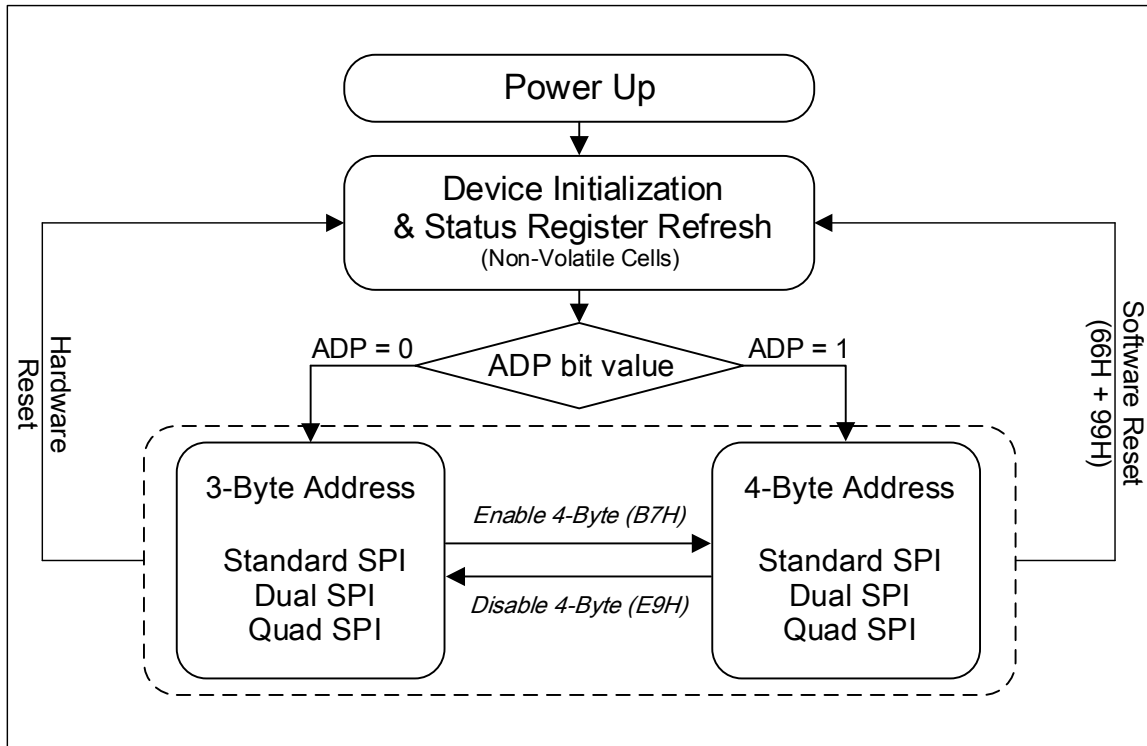 Power Up
Device Initialization
& Status Register Refresh
(Non-Volatile Cells)
Hardware
Reset
Software Reset
(66H + 99H)
ADP = 0
ADP bit value
ADP = 1
3-Byte Address
Standard SPI
Dual SPI
Quad SPI
Enable 4-Byte (B7H)
Disable 4-Byte (E9H)
4-Byte Address
Standard SPI
Dual SPI
Quad SPI